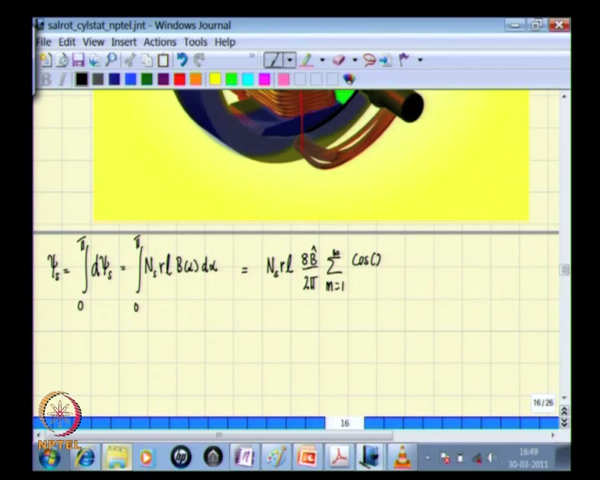 salrot_cylstat_nptel.jnt - Windows Journal
File Edit View Insert Actions Tools Help
ψₛ = ∫₀^π dψₛ = ∫₀^π Nₛ r l B(α) dα = Nₛ r l 8B̂/2π ∑_{m=1}^∞ cos()
16/26
16
NPTEL
16:49
30-03-2011